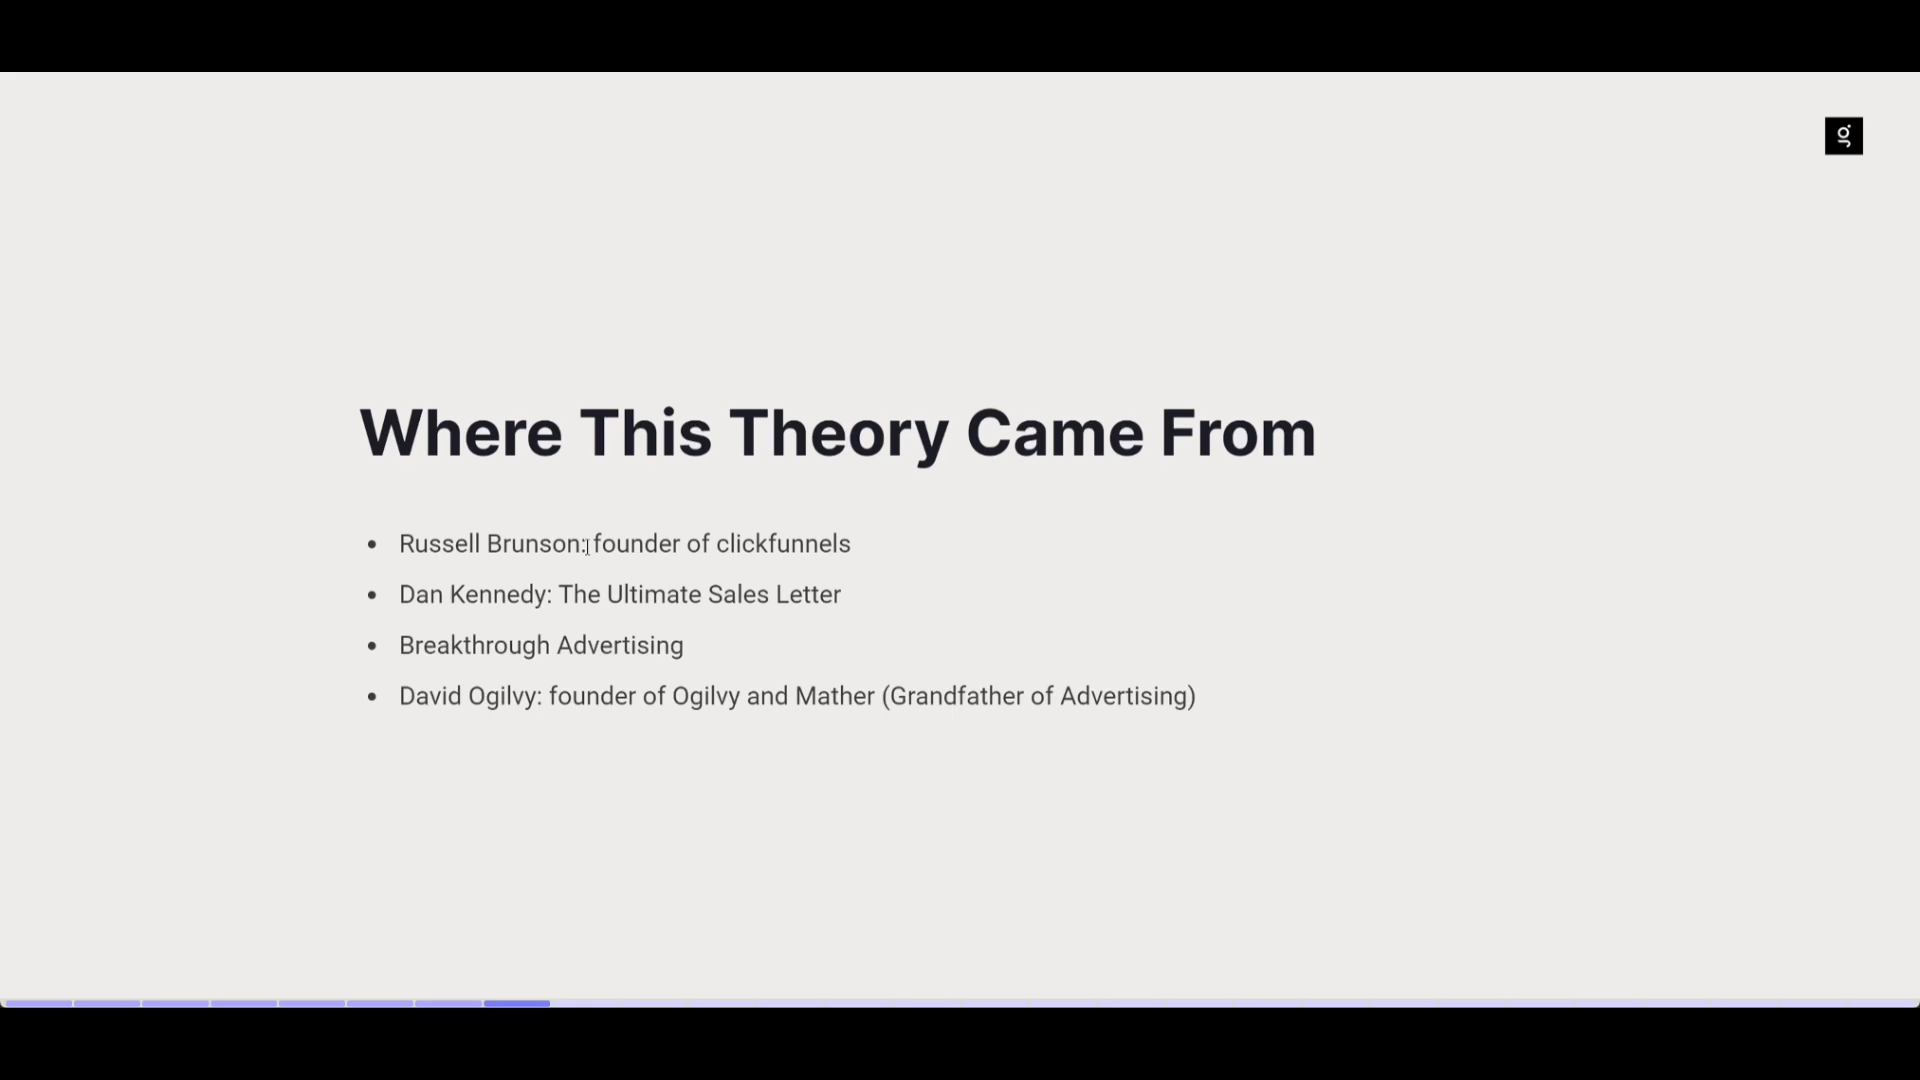 Where This Theory Came From
• Russell Brunson: founder of clickfunnels
• Dan Kennedy: The Ultimate Sales Letter
• Breakthrough Advertising
• David Ogilvy: founder of Ogilvy and Mather (Grandfather of Advertising)